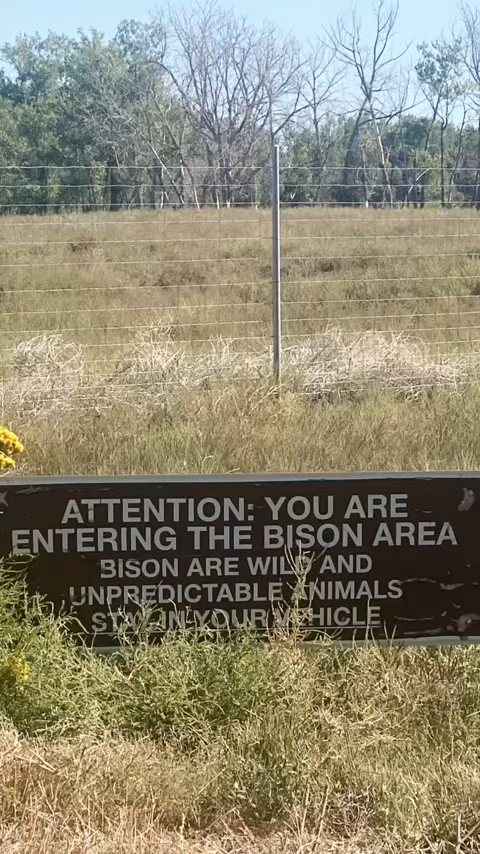 ATTENTION: YOU ARE
ENTERING THE BISON AREA
BISON ARE WILD AND
UNPREDICTABLE ANIMALS
STAY IN YOUR VEHICLE